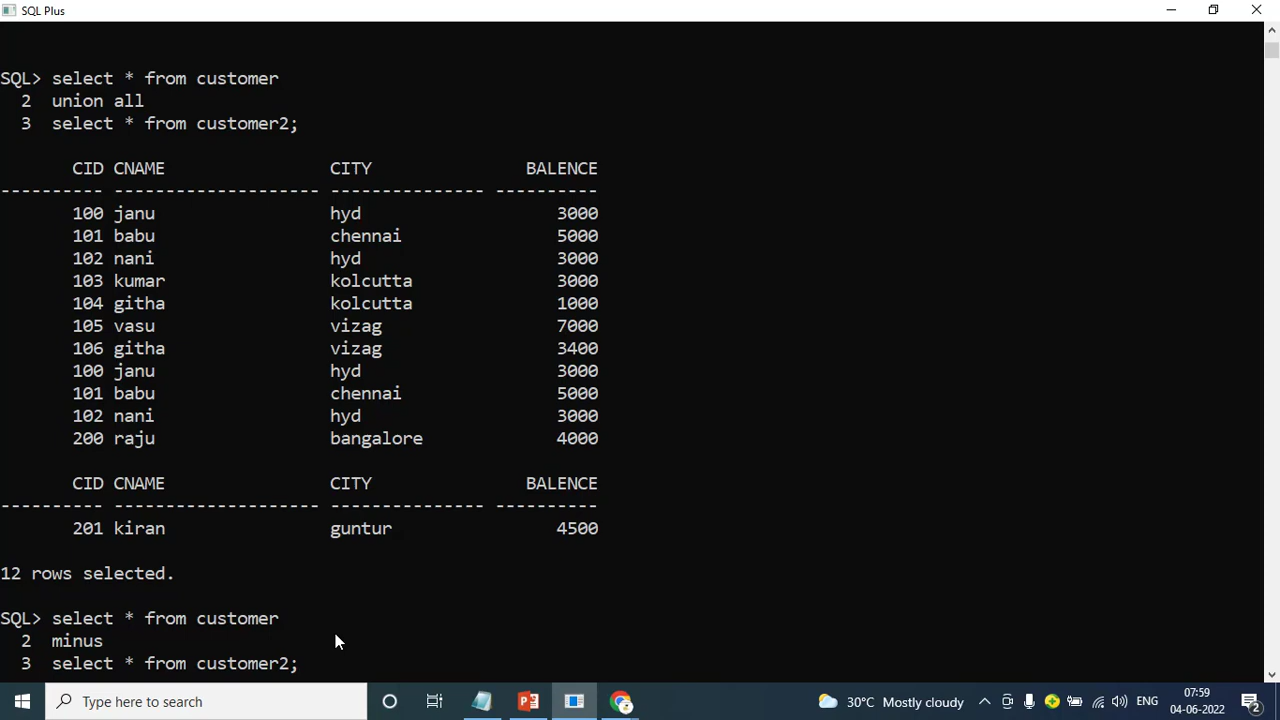 SQL Plus
SQL> select * from customer
2 union all
3 select * from customer2;
CID CNAME CITY BALENCE
---------- -------------------- --------------- ----------
100 janu hyd 3000
101 babu chennai 5000
102 nani hyd 3000
103 kumar kolcutta 3000
104 githa kolcutta 1000
105 vasu vizag 7000
106 githa vizag 3400
100 janu hyd 3000
101 babu chennai 5000
102 nani hyd 3000
200 raju bangalore 4000
CID CNAME CITY BALENCE
---------- -------------------- --------------- ----------
201 kiran guntur 4500
12 rows selected.
SQL> select * from customer
2 minus
3 select * from customer2;
Type here to search
30°C Mostly cloudy
ENG
07:59
04-06-2022
2